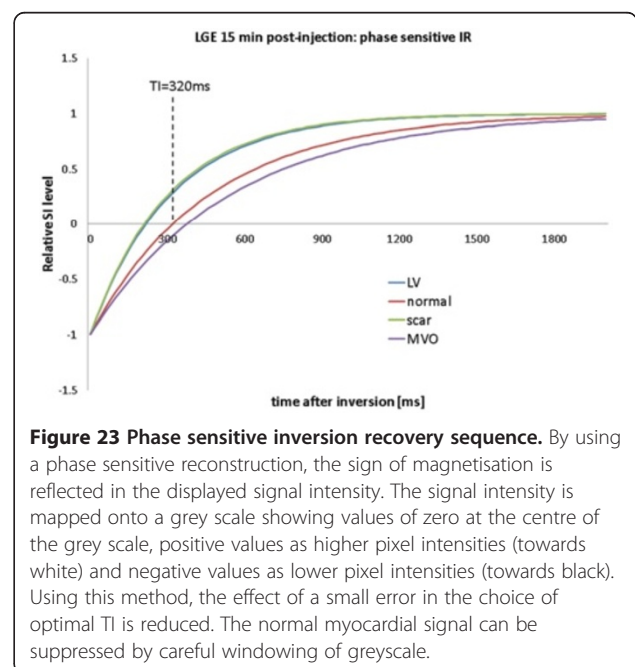 LGE 15 min post-injection: phase sensitive IR
1.5
TI=320ms
1
0.5
0
0 300 600 900 1200 1500 1800
-0.5
-1
-1.5
Relative SI level
LV
normal
scar
MVO
time after inversion [ms]
Figure 23 Phase sensitive inversion recovery sequence. By using
a phase sensitive reconstruction, the sign of magnetisation is
reflected in the displayed signal intensity. The signal intensity is
mapped onto a grey scale showing values of zero at the centre of
the grey scale, positive values as higher pixel intensities (towards
white) and negative values as lower pixel intensities (towards black).
Using this method, the effect of a small error in the choice of
optimal TI is reduced. The normal myocardial signal can be
suppressed by careful windowing of greyscale.